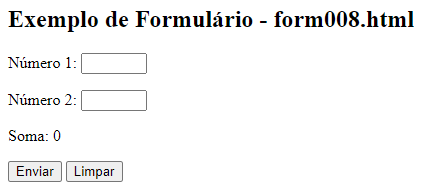 Exemplo de Formulário - form008.html
Número 1:
Número 2:
Soma: 0
Enviar Limpar